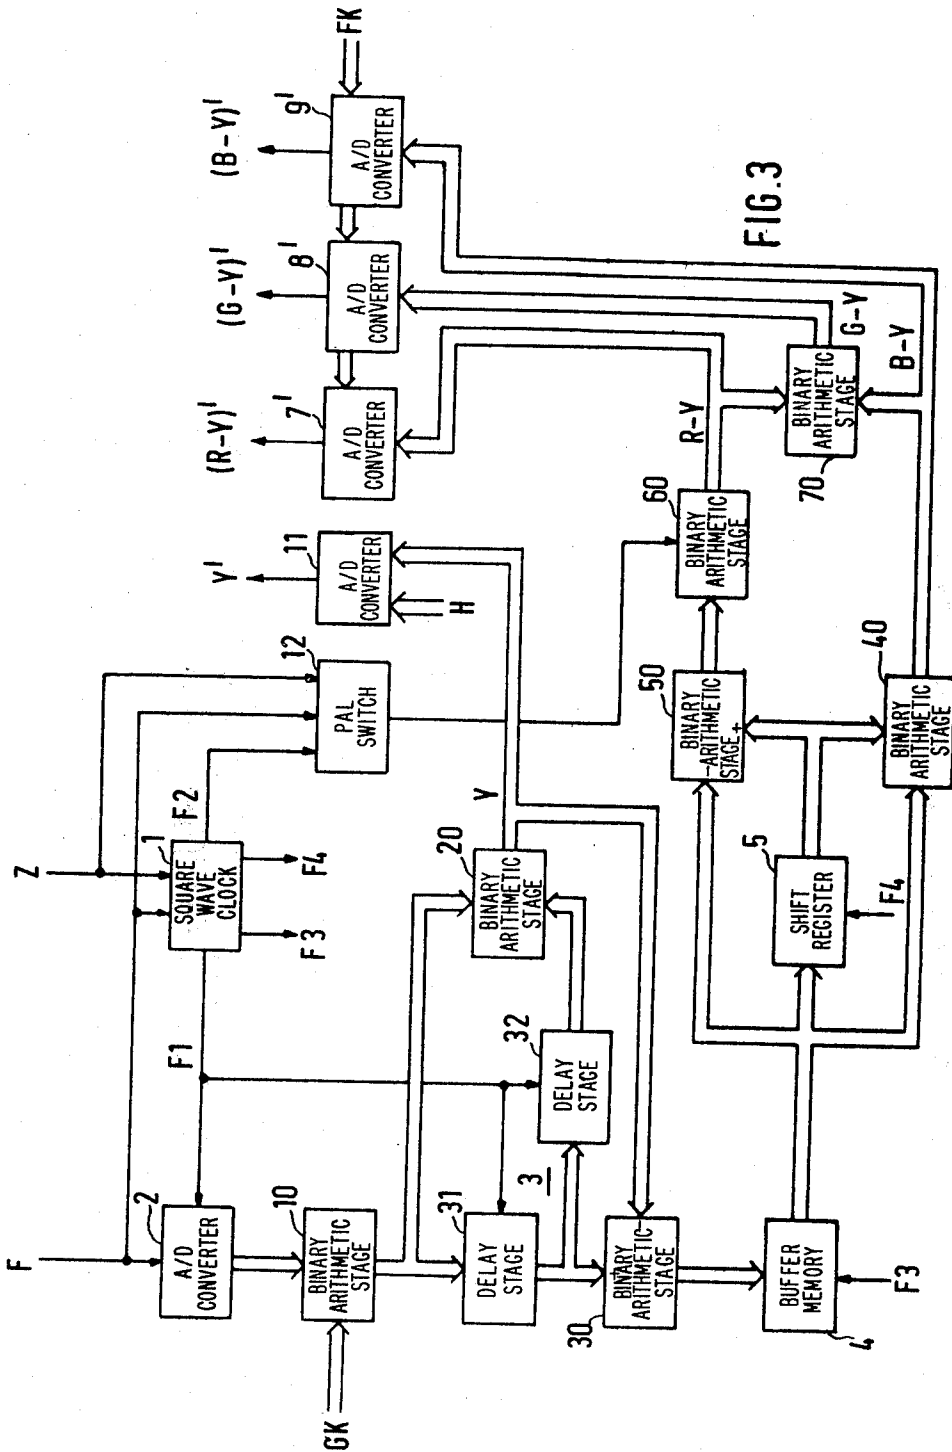 F
Z
2
A/D
CONVERTER
F1
1
SQUARE
WAVE
CLOCK
F2
F3
F4
12
PAL
SWITCH
Y'
11
A/D
CONVERTER
H
(R-Y)'
7'
A/D
CONVERTER
(G-Y)'
8'
A/D
CONVERTER
(B-Y)'
9'
A/D
CONVERTER
FK
GK
10
BINARY
ARITHMETIC
STAGE
31
DELAY
STAGE
3
32
DELAY
STAGE
20
BINARY
ARITHMETIC
STAGE
Y
30
BINARY -
ARITHMETIC
STAGE
BUFFER
MEMORY
4
F3
5
SHIFT
REGISTER
F4
50
BINARY
-ARITHMETIC
STAGE +
40
BINARY
ARITHMETIC
STAGE
60
BINARY
ARITHMETIC
STAGE
R-Y
BINARY
ARITHMETIC
STAGE
70
G-Y
B-Y
FIG.3